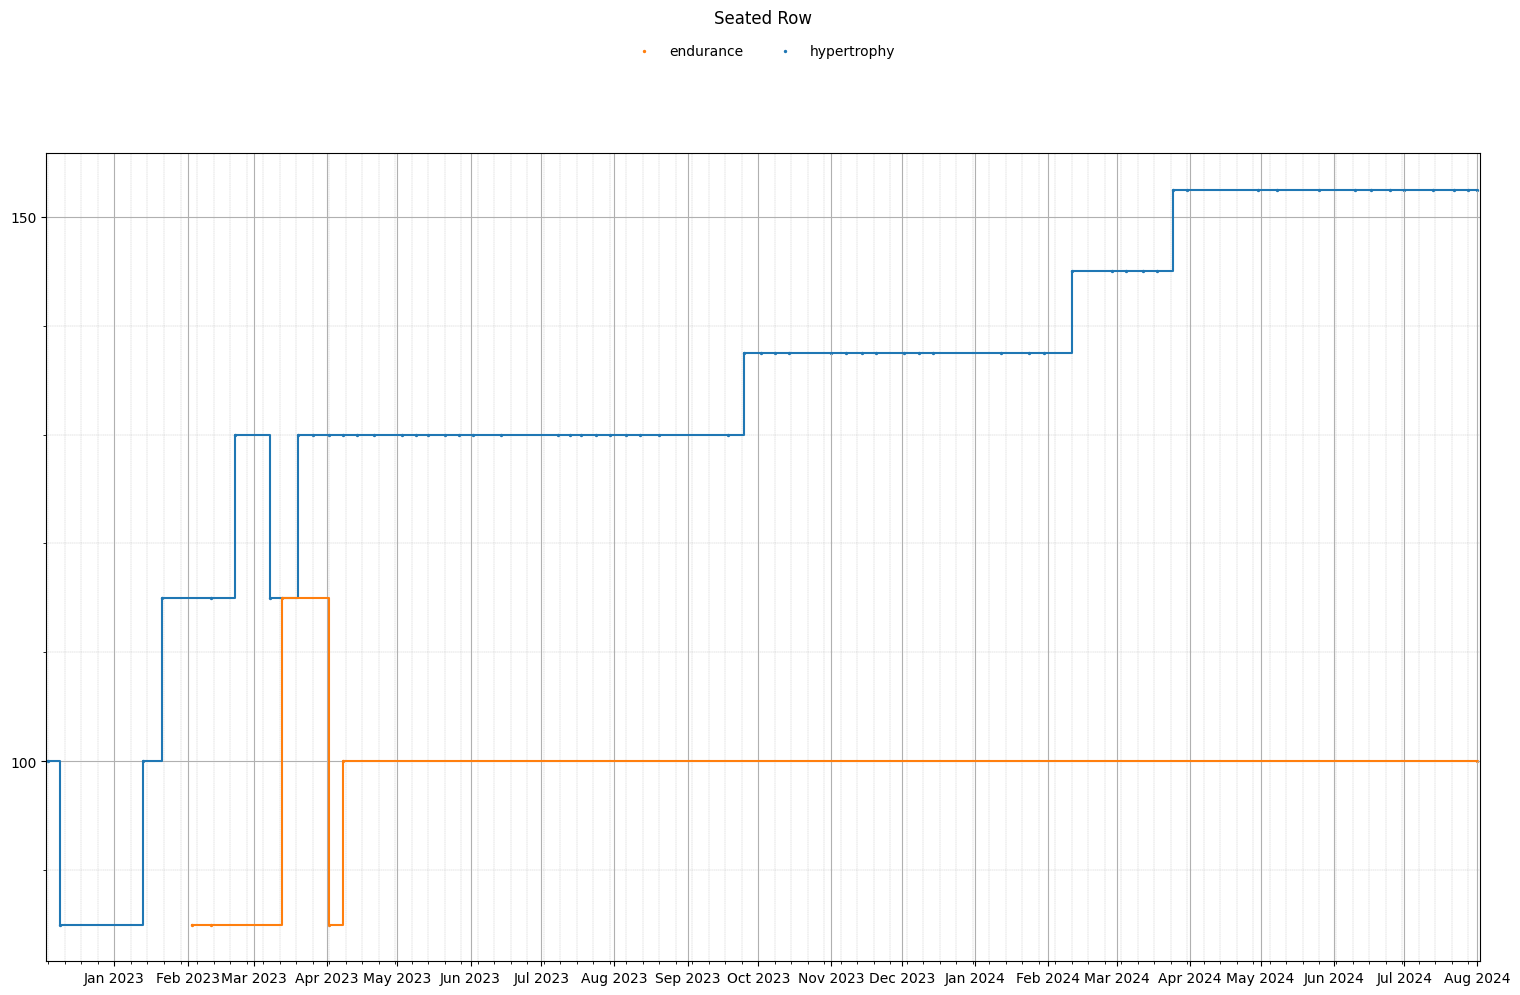 Seated Row
endurance hypertrophy
150
100
Jan 2023 Feb 2023 Mar 2023 Apr 2023 May 2023 Jun 2023 Jul 2023 Aug 2023 Sep 2023 Oct 2023 Nov 2023 Dec 2023 Jan 2024 Feb 2024 Mar 2024 Apr 2024 May 2024 Jun 2024 Jul 2024 Aug 2024